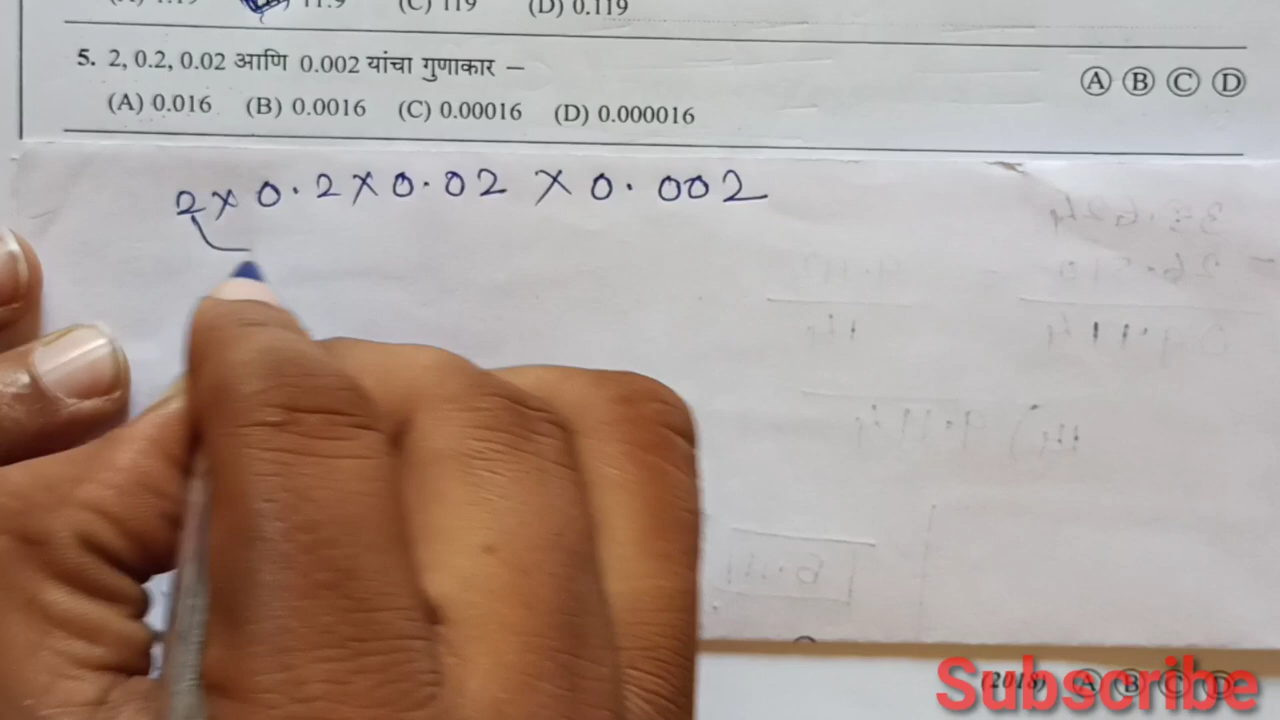 (C) 119 (D) 0.119
5. 2, 0.2, 0.02 आणि 0.002 यांचा गुणाकार –
(A) 0.016 (B) 0.0016 (C) 0.00016 (D) 0.000016
Ⓐ Ⓑ Ⓒ Ⓓ
2 × 0.2 × 0.02 × 0.002
(2018) Ⓐ Ⓑ Ⓒ Ⓓ
Subscribe